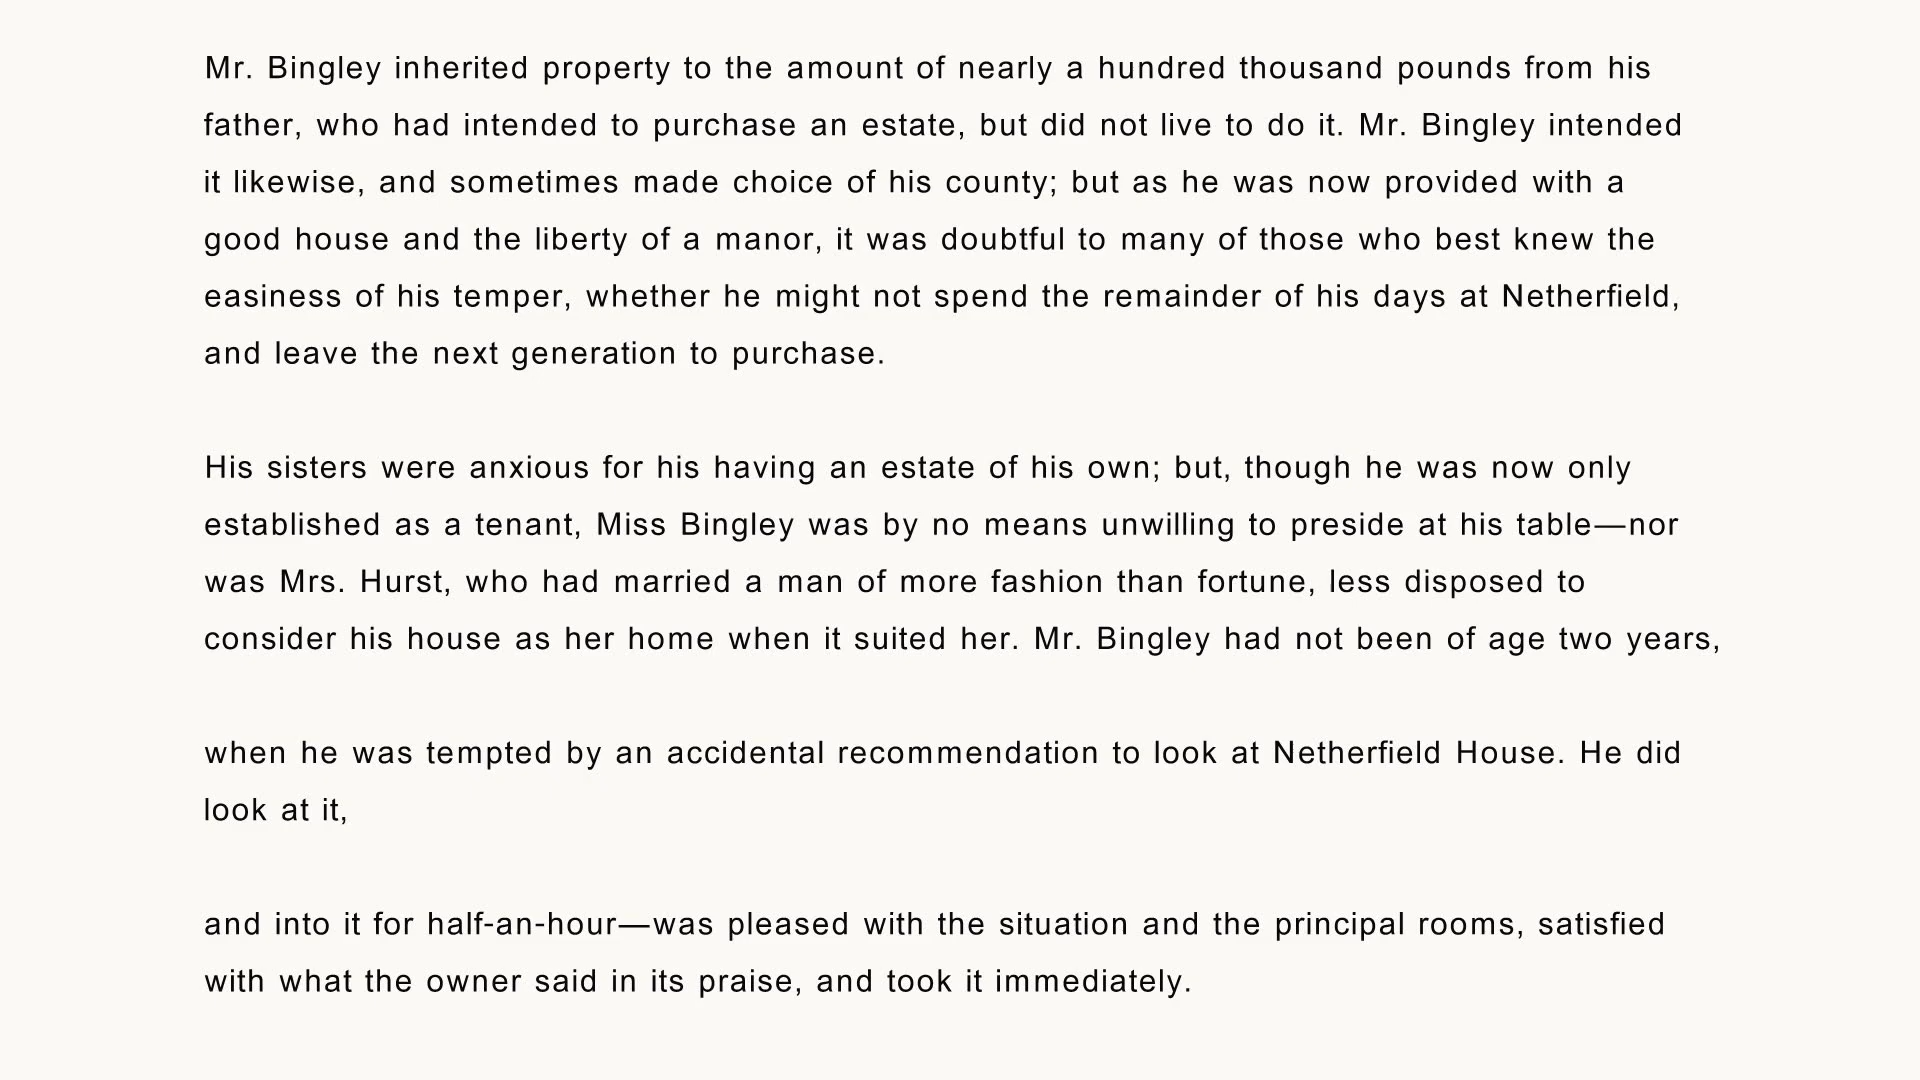 Mr. Bingley inherited property to the amount of nearly a hundred thousand pounds from his
father, who had intended to purchase an estate, but did not live to do it. Mr. Bingley intended
it likewise, and sometimes made choice of his county; but as he was now provided with a
good house and the liberty of a manor, it was doubtful to many of those who best knew the
easiness of his temper, whether he might not spend the remainder of his days at Netherfield,
and leave the next generation to purchase.
His sisters were anxious for his having an estate of his own; but, though he was now only
established as a tenant, Miss Bingley was by no means unwilling to preside at his table—nor
was Mrs. Hurst, who had married a man of more fashion than fortune, less disposed to
consider his house as her home when it suited her. Mr. Bingley had not been of age two years,
when he was tempted by an accidental recommendation to look at Netherfield House. He did
look at it,
and into it for half-an-hour—was pleased with the situation and the principal rooms, satisfied
with what the owner said in its praise, and took it immediately.